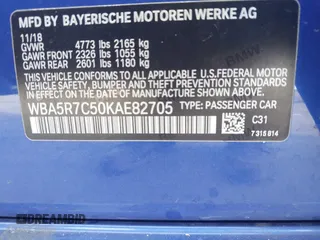 MFD BY BAYERISCHE MOTOREN WERKE AG
11/18
GVWR 4773 lbs 2165 kg
GAWR FRONT 2326 lbs 1055 kg
GAWR REAR 2601 lbs 1180 kg
THIS VEHICLE CONFORMS TO ALL APPLICABLE
U.S.FEDERAL MOTOR VEHICLE
SAFETY, BUMPER, AND THEFT PREVENTION
STANDARDS IN EFFECT ON THE DATE OF
MANUFACTURE SHOWN ABOVE.
WBA5R7C50KAE82705 TYPE: PASSENGER CAR
C31
7 315 614
DREAMBID